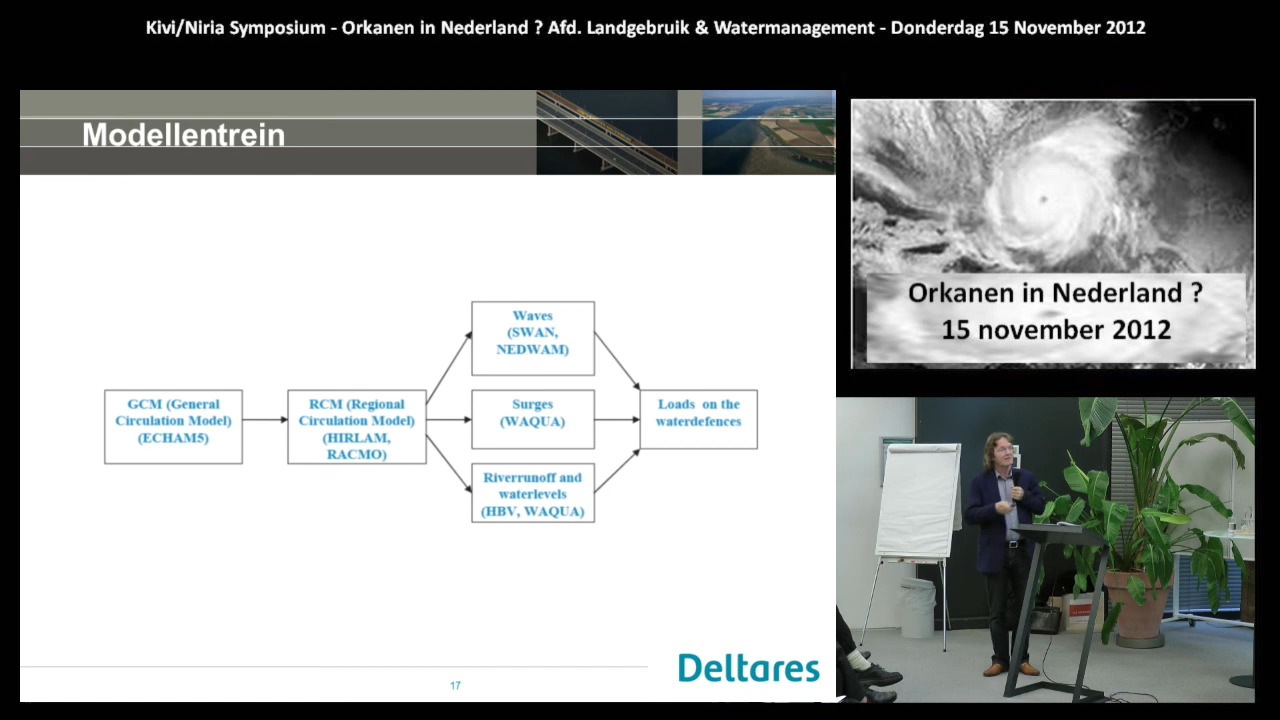 Kivi/Niria Symposium - Orkanen in Nederland ? Afd. Landgebruik & Watermanagement - Donderdag 15 November 2012
Modellentrein
GCM (General
Circulation Model)
(ECHAM5)
RCM (Regional
Circulation Model)
(HIRLAM,
RACMO)
Waves
(SWAN,
NEDWAM)
Surges
(WAQUA)
Riverrunoff and
waterlevels
(HBV, WAQUA)
Loads on the
waterdefences
17
Deltares
Orkanen in Nederland ?
15 november 2012